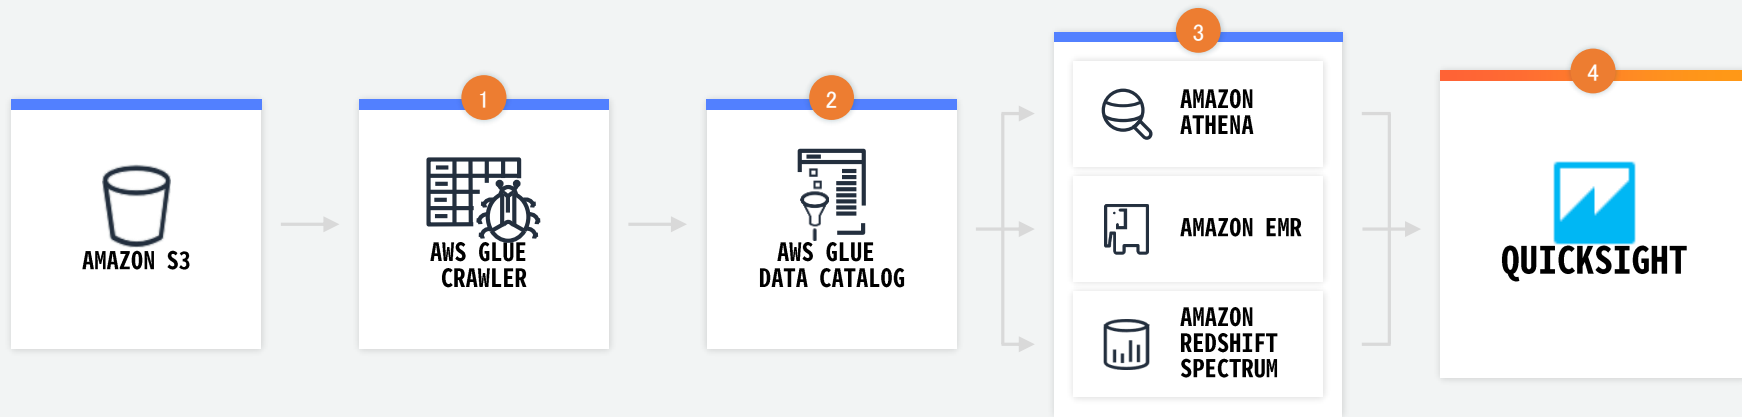 AMAZON S3
1
AWS GLUE
CRAWLER
2
AWS GLUE
DATA CATALOG
3
AMAZON
ATHENA
AMAZON EMR
AMAZON
REDSHIFT
SPECTRUM
4
QUICKSIGHT